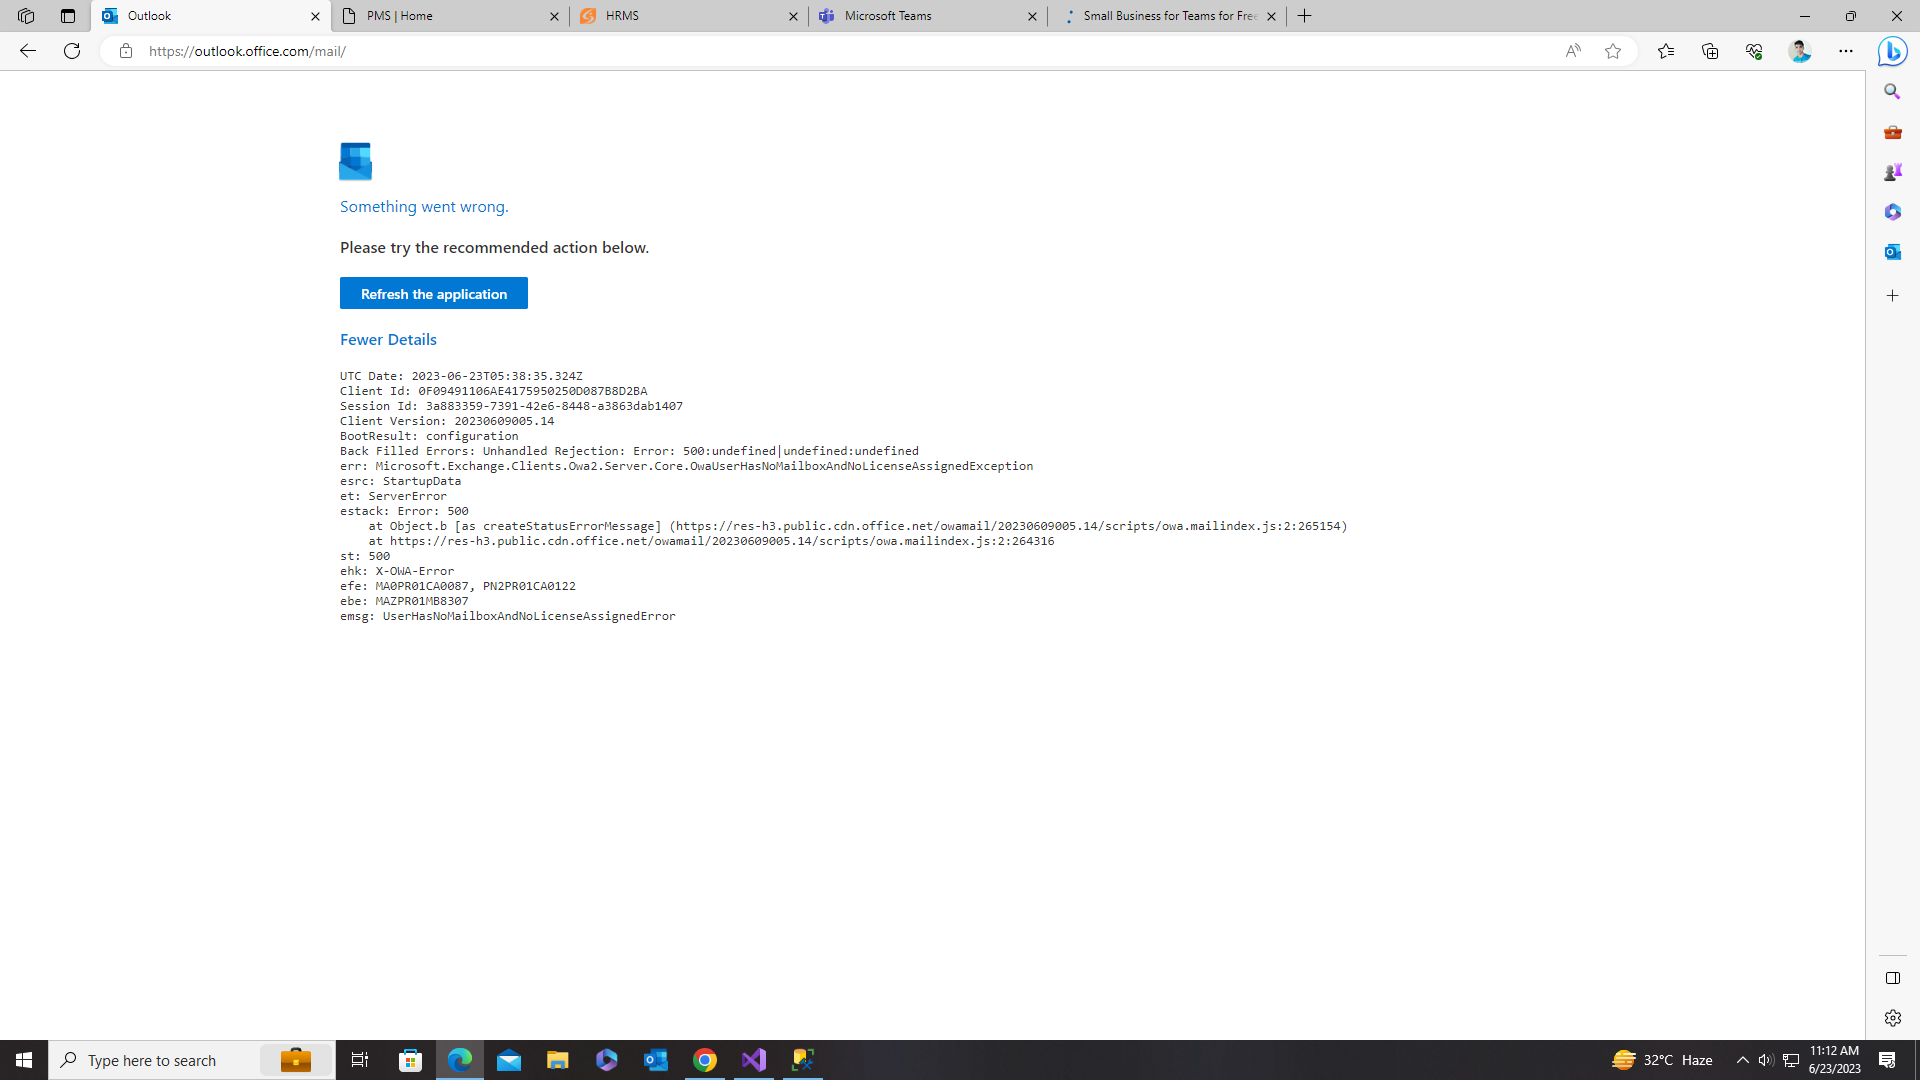 Outlook
PMS | Home
HRMS
Microsoft Teams
Small Business for Teams for Free
https://outlook.office.com/mail/
Something went wrong.
Please try the recommended action below.
Refresh the application
Fewer Details
UTC Date: 2023-06-23T05:38:35.324Z
Client Id: 0F09491106AE4175950250D087B8D2BA
Session Id: 3a883359-7391-42e6-8448-a3863dab1407
Client Version: 20230609005.14
BootResult: configuration
Back Filled Errors: Unhandled Rejection: Error: 500:undefined|undefined:undefined
err: Microsoft.Exchange.Clients.Owa2.Server.Core.OwaUserHasNoMailboxAndNoLicenseAssignedException
esrc: StartupData
et: ServerError
estack: Error: 500
at Object.b [as createStatusErrorMessage] (https://res-h3.public.cdn.office.net/owamail/20230609005.14/scripts/owa.mailindex.js:2:265154)
at https://res-h3.public.cdn.office.net/owamail/20230609005.14/scripts/owa.mailindex.js:2:264316
st: 500
ehk: X-OWA-Error
efe: MA0PR01CA0087, PN2PR01CA0122
ebe: MAZPR01MB8307
emsg: UserHasNoMailboxAndNoLicenseAssignedError
Type here to search
32°C Haze
11:12 AM
6/23/2023